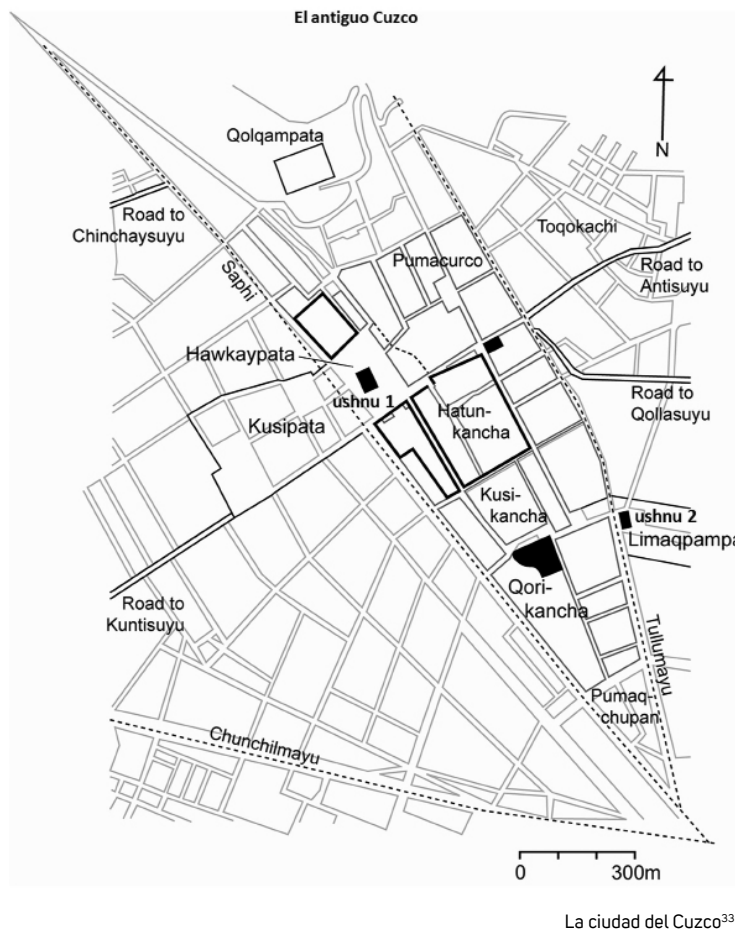 El antiguo Cuzco
Qolqampata
N
Road to
Chinchaysuyu
Toqokachi
Pumacurco
Road to
Antisuyu
Saphi
Hawkaypata
ushnu 1
Road to
Qollasuyu
Hatun-
kancha
Kusipata
Kusi-
kancha
ushnu 2
Limaqpampa
Qori-
kancha
Road to
Kuntisuyu
Tullumayu
Pumaq-
chupan
Chunchilmayu
0 300m
La ciudad del Cuzco³³